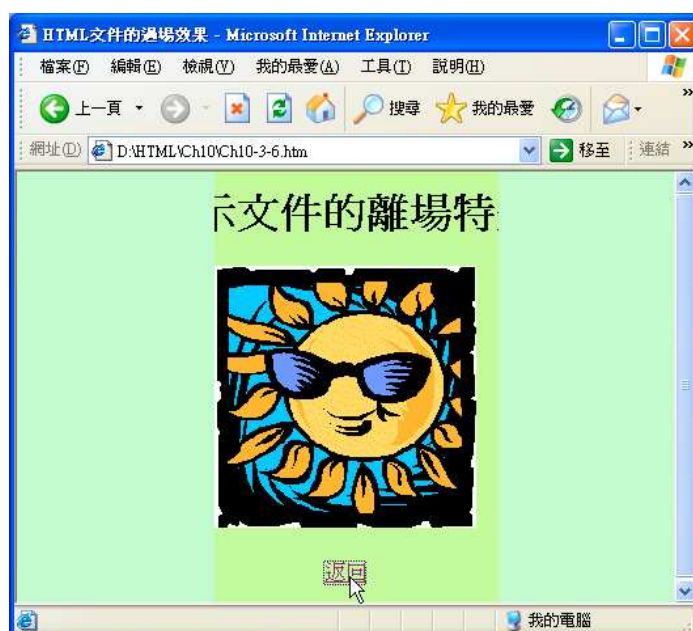 HTML文件的過場效果 - Microsoft Internet Explorer
檔案(F) 編輯(E) 檢視(V) 我的最愛(A) 工具(T) 說明(H)
上一頁 搜尋 我的最愛 »
網址(D) D:\HTML\Ch10\Ch10-3-6.htm 移至 連結 »
示文件的離場特
返回
我的電腦